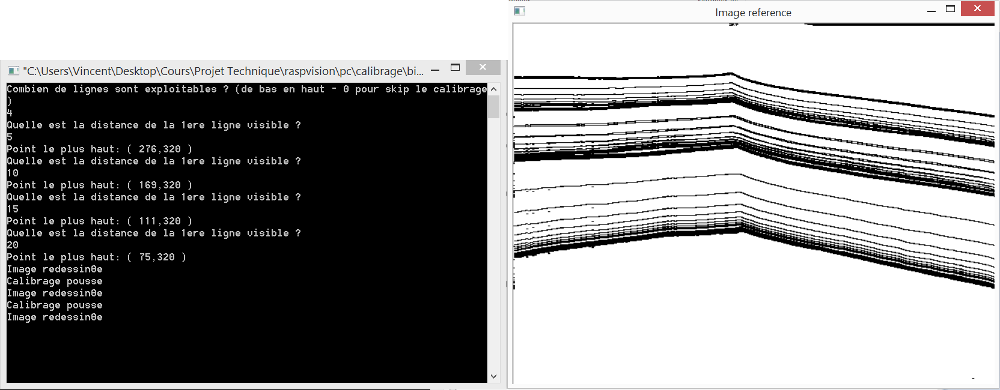 Image reference
"C:\Users\Vincent\Desktop\Cours\Projet Technique\raspvision\pc\calibrage\bi...
Combien de lignes sont exploitables ? (de bas en haut - 0 pour skip le calibrage
)
4
Quelle est la distance de la 1ere ligne visible ?
5
Point le plus haut: ( 276,320 )
Quelle est la distance de la 1ere ligne visible ?
10
Point le plus haut: ( 169,320 )
Quelle est la distance de la 1ere ligne visible ?
15
Point le plus haut: ( 111,320 )
Quelle est la distance de la 1ere ligne visible ?
20
Point le plus haut: ( 75,320 )
Image redessinθe
Calibrage pousse
Image redessinθe
Calibrage pousse
Image redessinθe